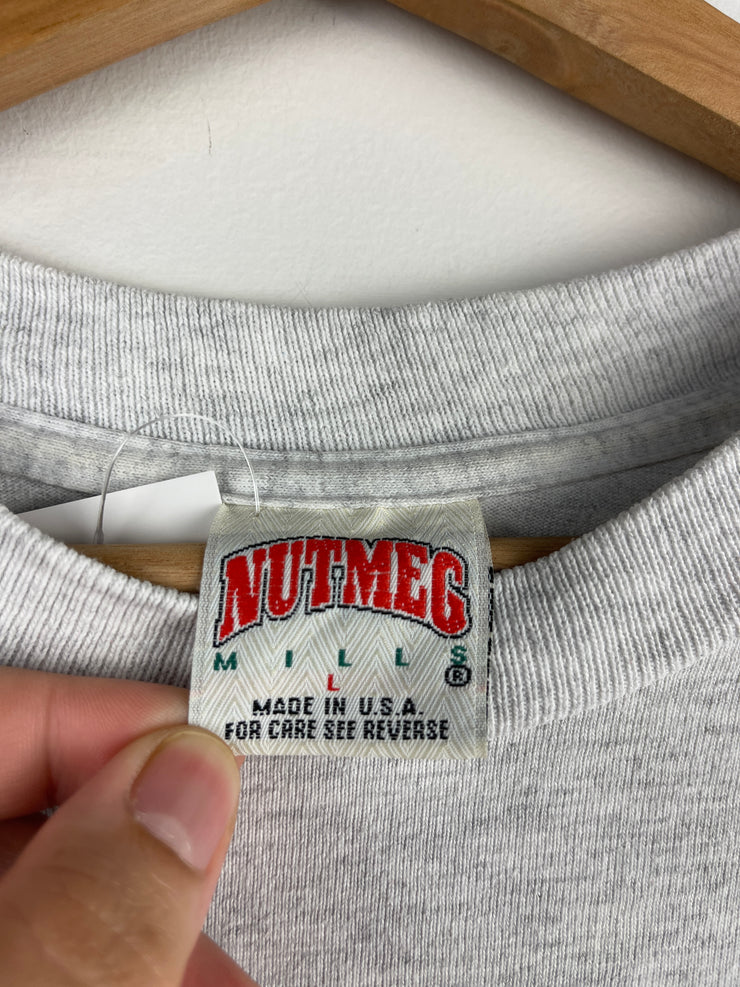 NUTMEG
MILLS
L ®
MADE IN U.S.A.
FOR CARE SEE REVERSE